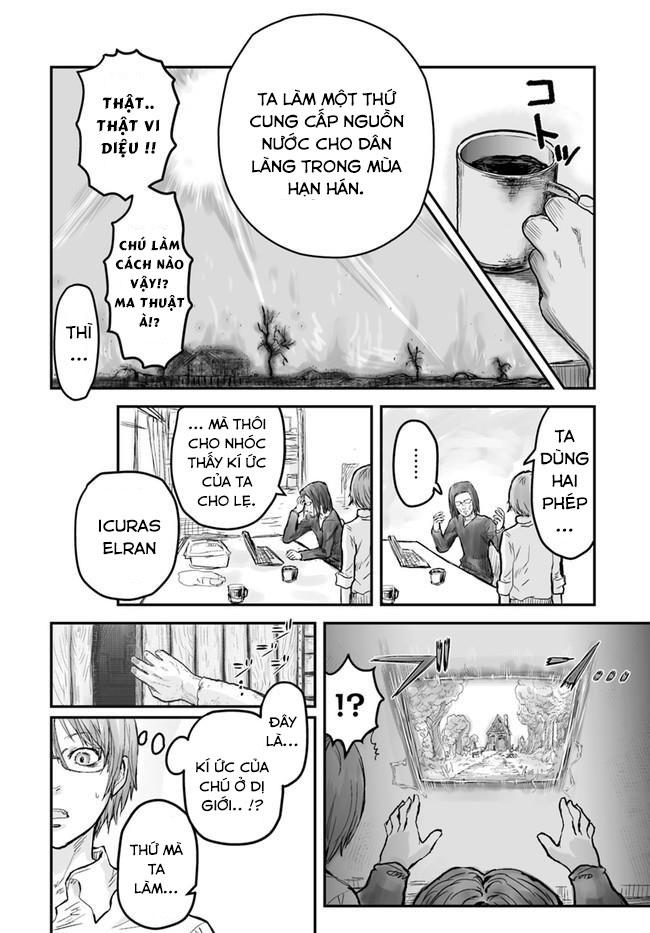 コトッ
TA LÀM MỘT THỨ
CUNG CẤP NGUỒN
NƯỚC CHO DÂN
LÀNG TRONG MÙA
HẠN HÁN.
THẬT..
THẬT VI
DIỆU !!
CHÚ LÀM
CÁCH NÀO
VẬY!?
MA THUẬT
À!?
THÌ
...
TA
DÙNG
HAI
PHÉP
...
......
... MÀ THÔI
CHO NHÓC
THẤY KÍ ỨC
CỦA TA
CHO LẸ.
ICURAS
ELRAN
ブ...
!?
ĐÂY
LÀ...
KÍ ỨC CỦA
CHÚ Ở DỊ
GIỚI.. !?
THỨ MÀ
TA
LÀM...